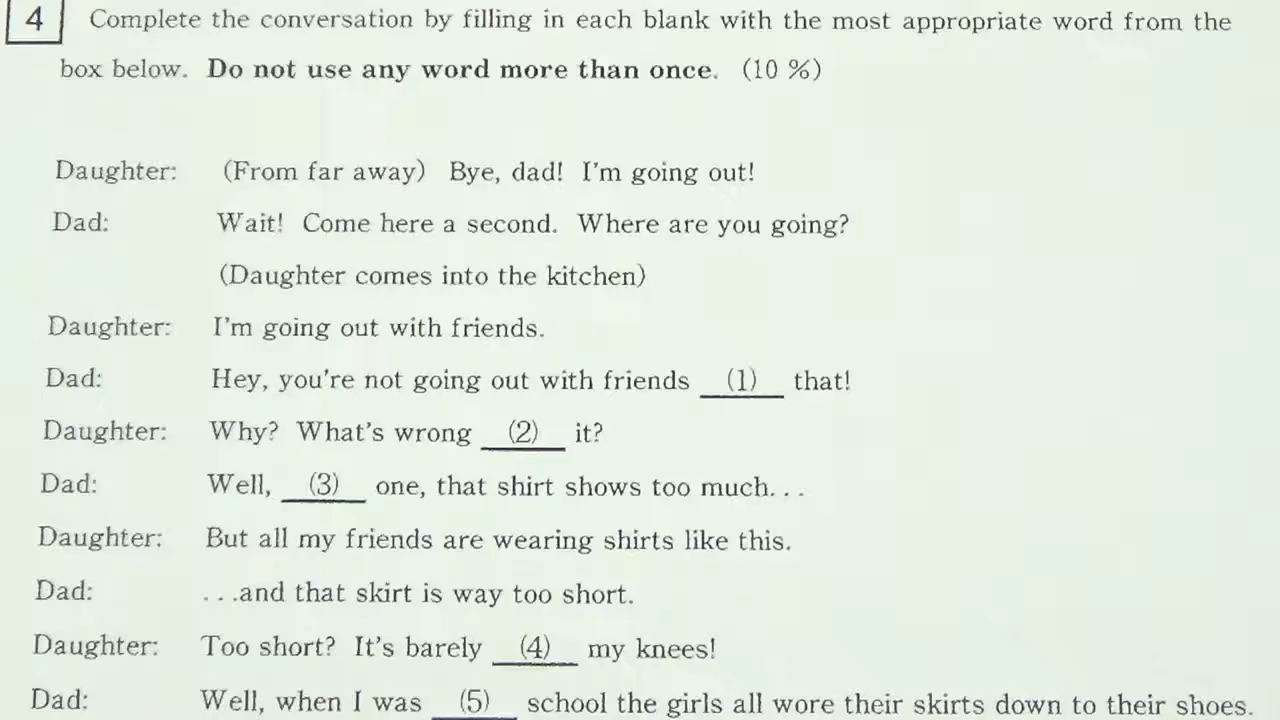 4 Complete the conversation by filling in each blank with the most appropriate word from the
box below. Do not use any word more than once. (10 %)
Daughter: (From far away) Bye, dad! I'm going out!
Dad: Wait! Come here a second. Where are you going?
(Daughter comes into the kitchen)
Daughter: I'm going out with friends.
Dad: Hey, you're not going out with friends (1) that!
Daughter: Why? What's wrong (2) it?
Dad: Well, (3) one, that shirt shows too much...
Daughter: But all my friends are wearing shirts like this.
Dad: ...and that skirt is way too short.
Daughter: Too short? It's barely (4) my knees!
Dad: Well, when I was (5) school the girls all wore their skirts down to their shoes.